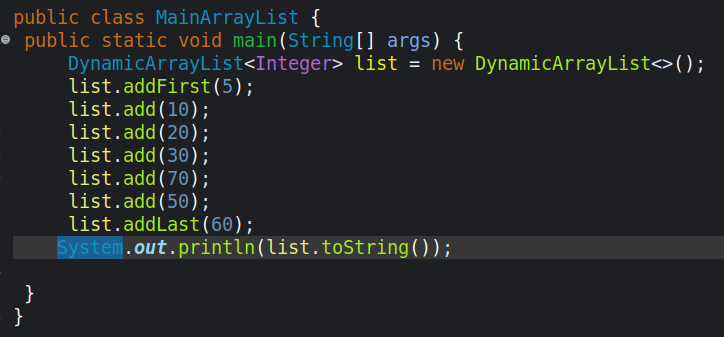 public class MainArrayList {
public static void main(String[] args) {
DynamicArrayList<Integer> list = new DynamicArrayList<>();
list.addFirst(5);
list.add(10);
list.add(20);
list.add(30);
list.add(70);
list.add(50);
list.addLast(60);
System.out.println(list.toString());
}
}